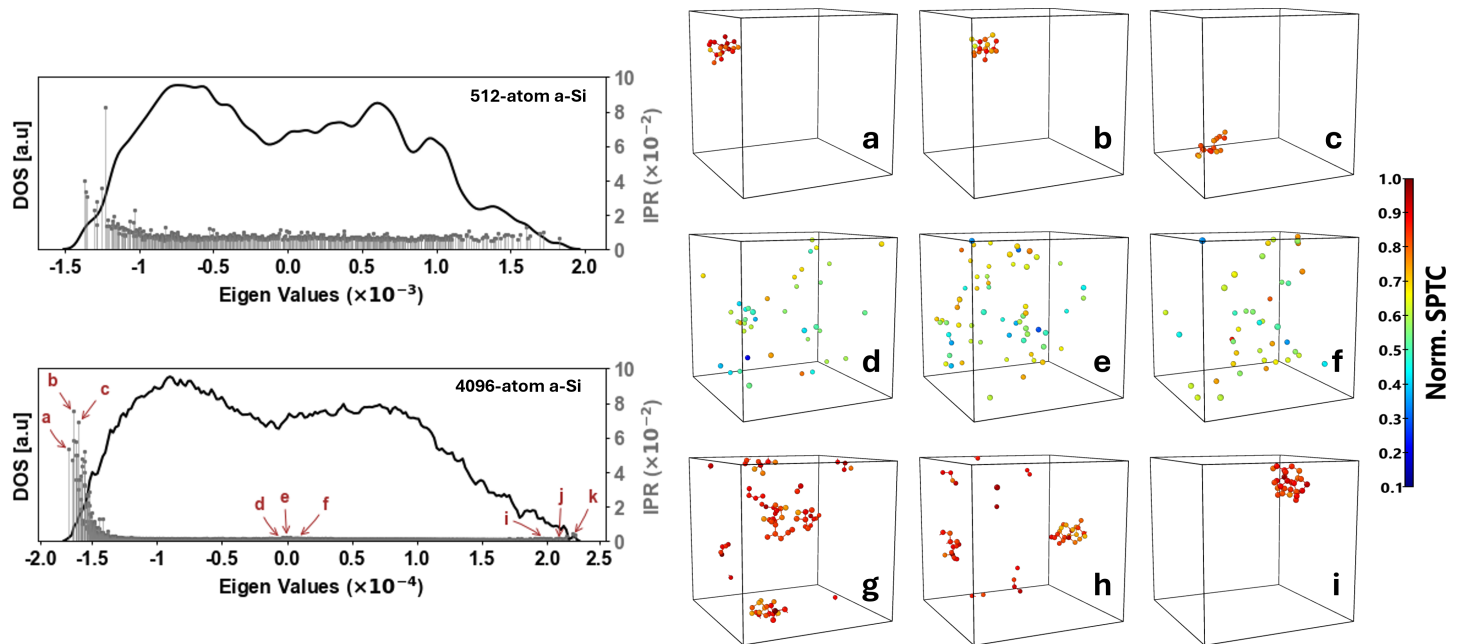 512-atom a-Si
DOS [a.u]
IPR (×10⁻²)
10
8
6
4
2
0
-1.5 -1 -0.5 0.0 0.5 1.0 1.5 2.0
Eigen Values (×10⁻³)
4096-atom a-Si
DOS [a.u]
IPR (×10⁻²)
10
8
6
4
2
0
b
c
a
d e f
i j k
-2.0 -1.5 -1.0 -0.5 0.0 0.5 1.0 1.5 2.0 2.5
Eigen Values (×10⁻⁴)
a b c
d e f
g h i
1.0
0.9
0.8
0.7
0.6
0.5
0.4
0.3
0.2
0.1
Norm. SPTC